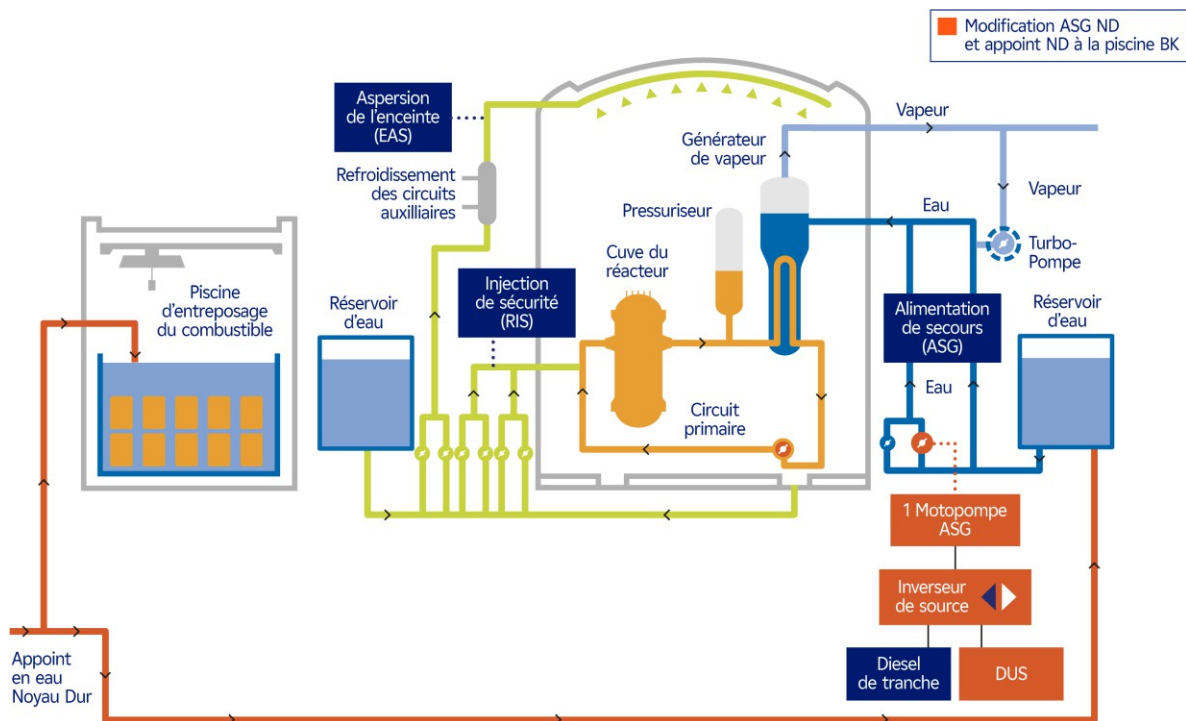 Modification ASG ND
et appoint ND à la piscine BK
Aspersion
de l'enceinte
(EAS)
Vapeur
Générateur
de vapeur
Refroidissement
des circuits
auxilliaires
Vapeur
Eau
Pressuriseur
Turbo-
Pompe
Cuve du
réacteur
Piscine
d'entreposage
du combustible
Réservoir
d'eau
Injection
de sécurité
(RIS)
Alimentation
de secours
(ASG)
Réservoir
d'eau
Eau
Circuit
primaire
1 Motopompe
ASG
Inverseur
de source
Appoint
en eau
Noyau Dur
Diesel
de tranche
DUS